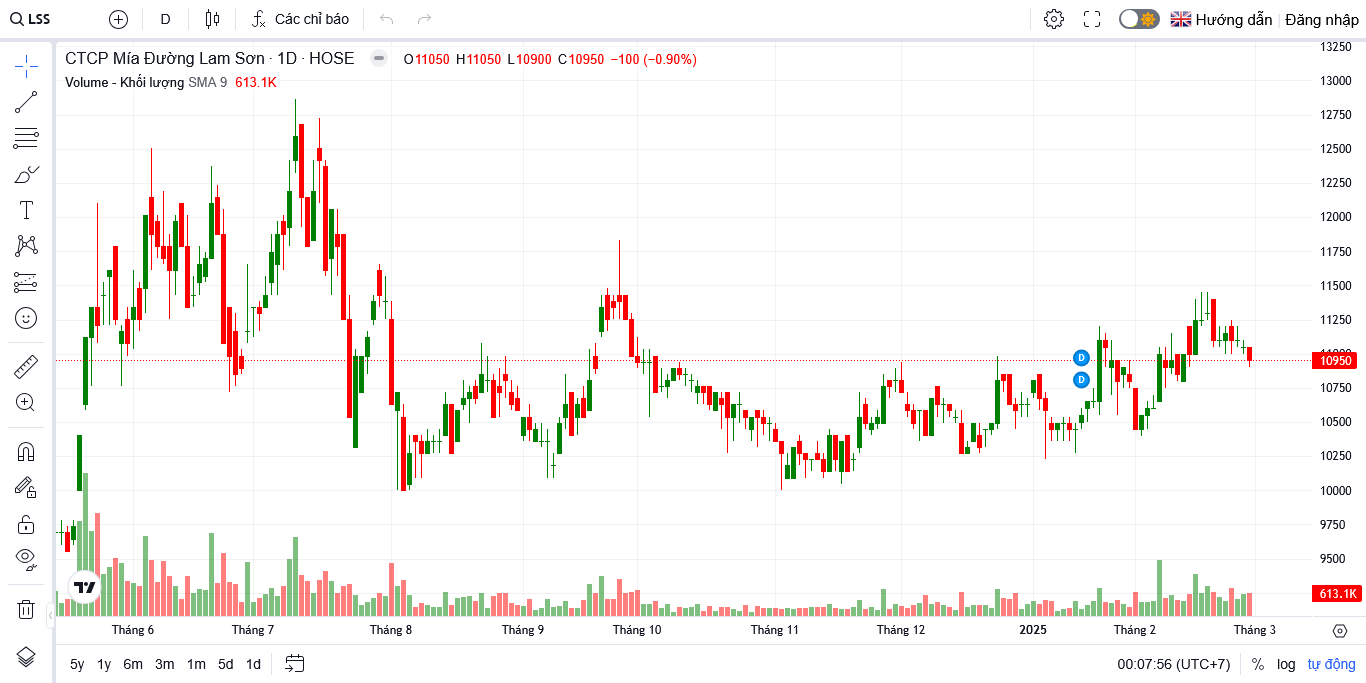 LSS D Các chỉ báo Hướng dẫn Đăng nhập
CTCP Mía Đường Lam Sơn · 1D · HOSE O11050 H11050 L10900 C10950 −100 (−0.90%)
Volume - Khối lượng SMA 9 613.1K
13250
13000
12750
12500
12250
12000
11750
11500
11250
11000
10950
10750
10500
10250
10000
9750
9500
613.1K
D
D
Tháng 6 Tháng 7 Tháng 8 Tháng 9 Tháng 10 Tháng 11 Tháng 12 2025 Tháng 2 Tháng 3
5y 1y 6m 3m 1m 5d 1d 00:07:56 (UTC+7) % log tự động